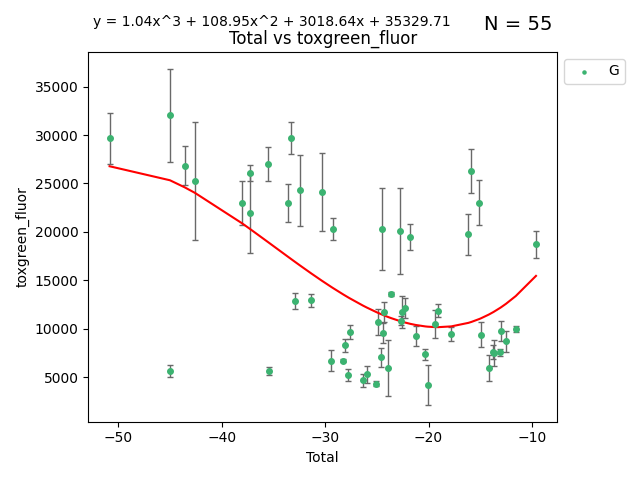 y = 1.04x^3 + 108.95x^2 + 3018.64x + 35329.71
N = 55
Total vs toxgreen_fluor
G
35000
30000
25000
20000
15000
10000
5000
toxgreen_fluor
−50
−40
−30
−20
−10
Total